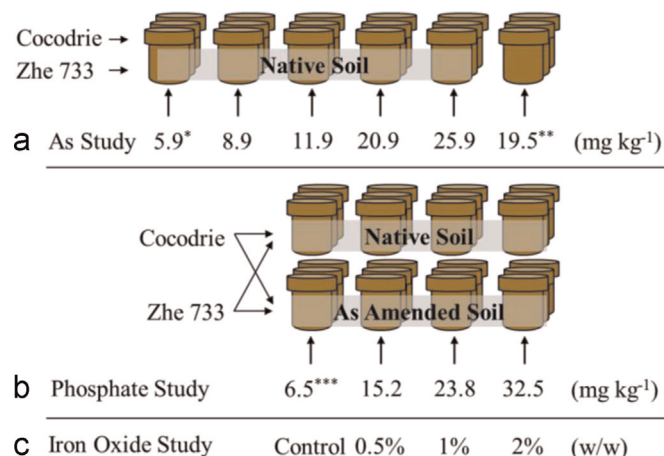 Cocodrie
Zhe 733
Native Soil
a As Study 5.9* 8.9 11.9 20.9 25.9 19.5** (mg kg-1)
Cocodrie
Native Soil
Zhe 733
As Amended Soil
b Phosphate Study 6.5*** 15.2 23.8 32.5 (mg kg-1)
c Iron Oxide Study Control 0.5% 1% 2% (w/w)